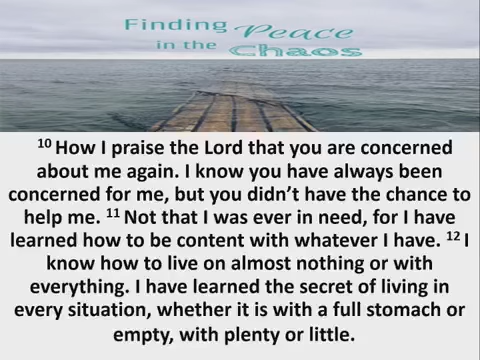 Finding Peace
in the Chaos
10 How I praise the Lord that you are concerned
about me again. I know you have always been
concerned for me, but you didn’t have the chance to
help me. 11 Not that I was ever in need, for I have
learned how to be content with whatever I have. 12 I
know how to live on almost nothing or with
everything. I have learned the secret of living in
every situation, whether it is with a full stomach or
empty, with plenty or little.